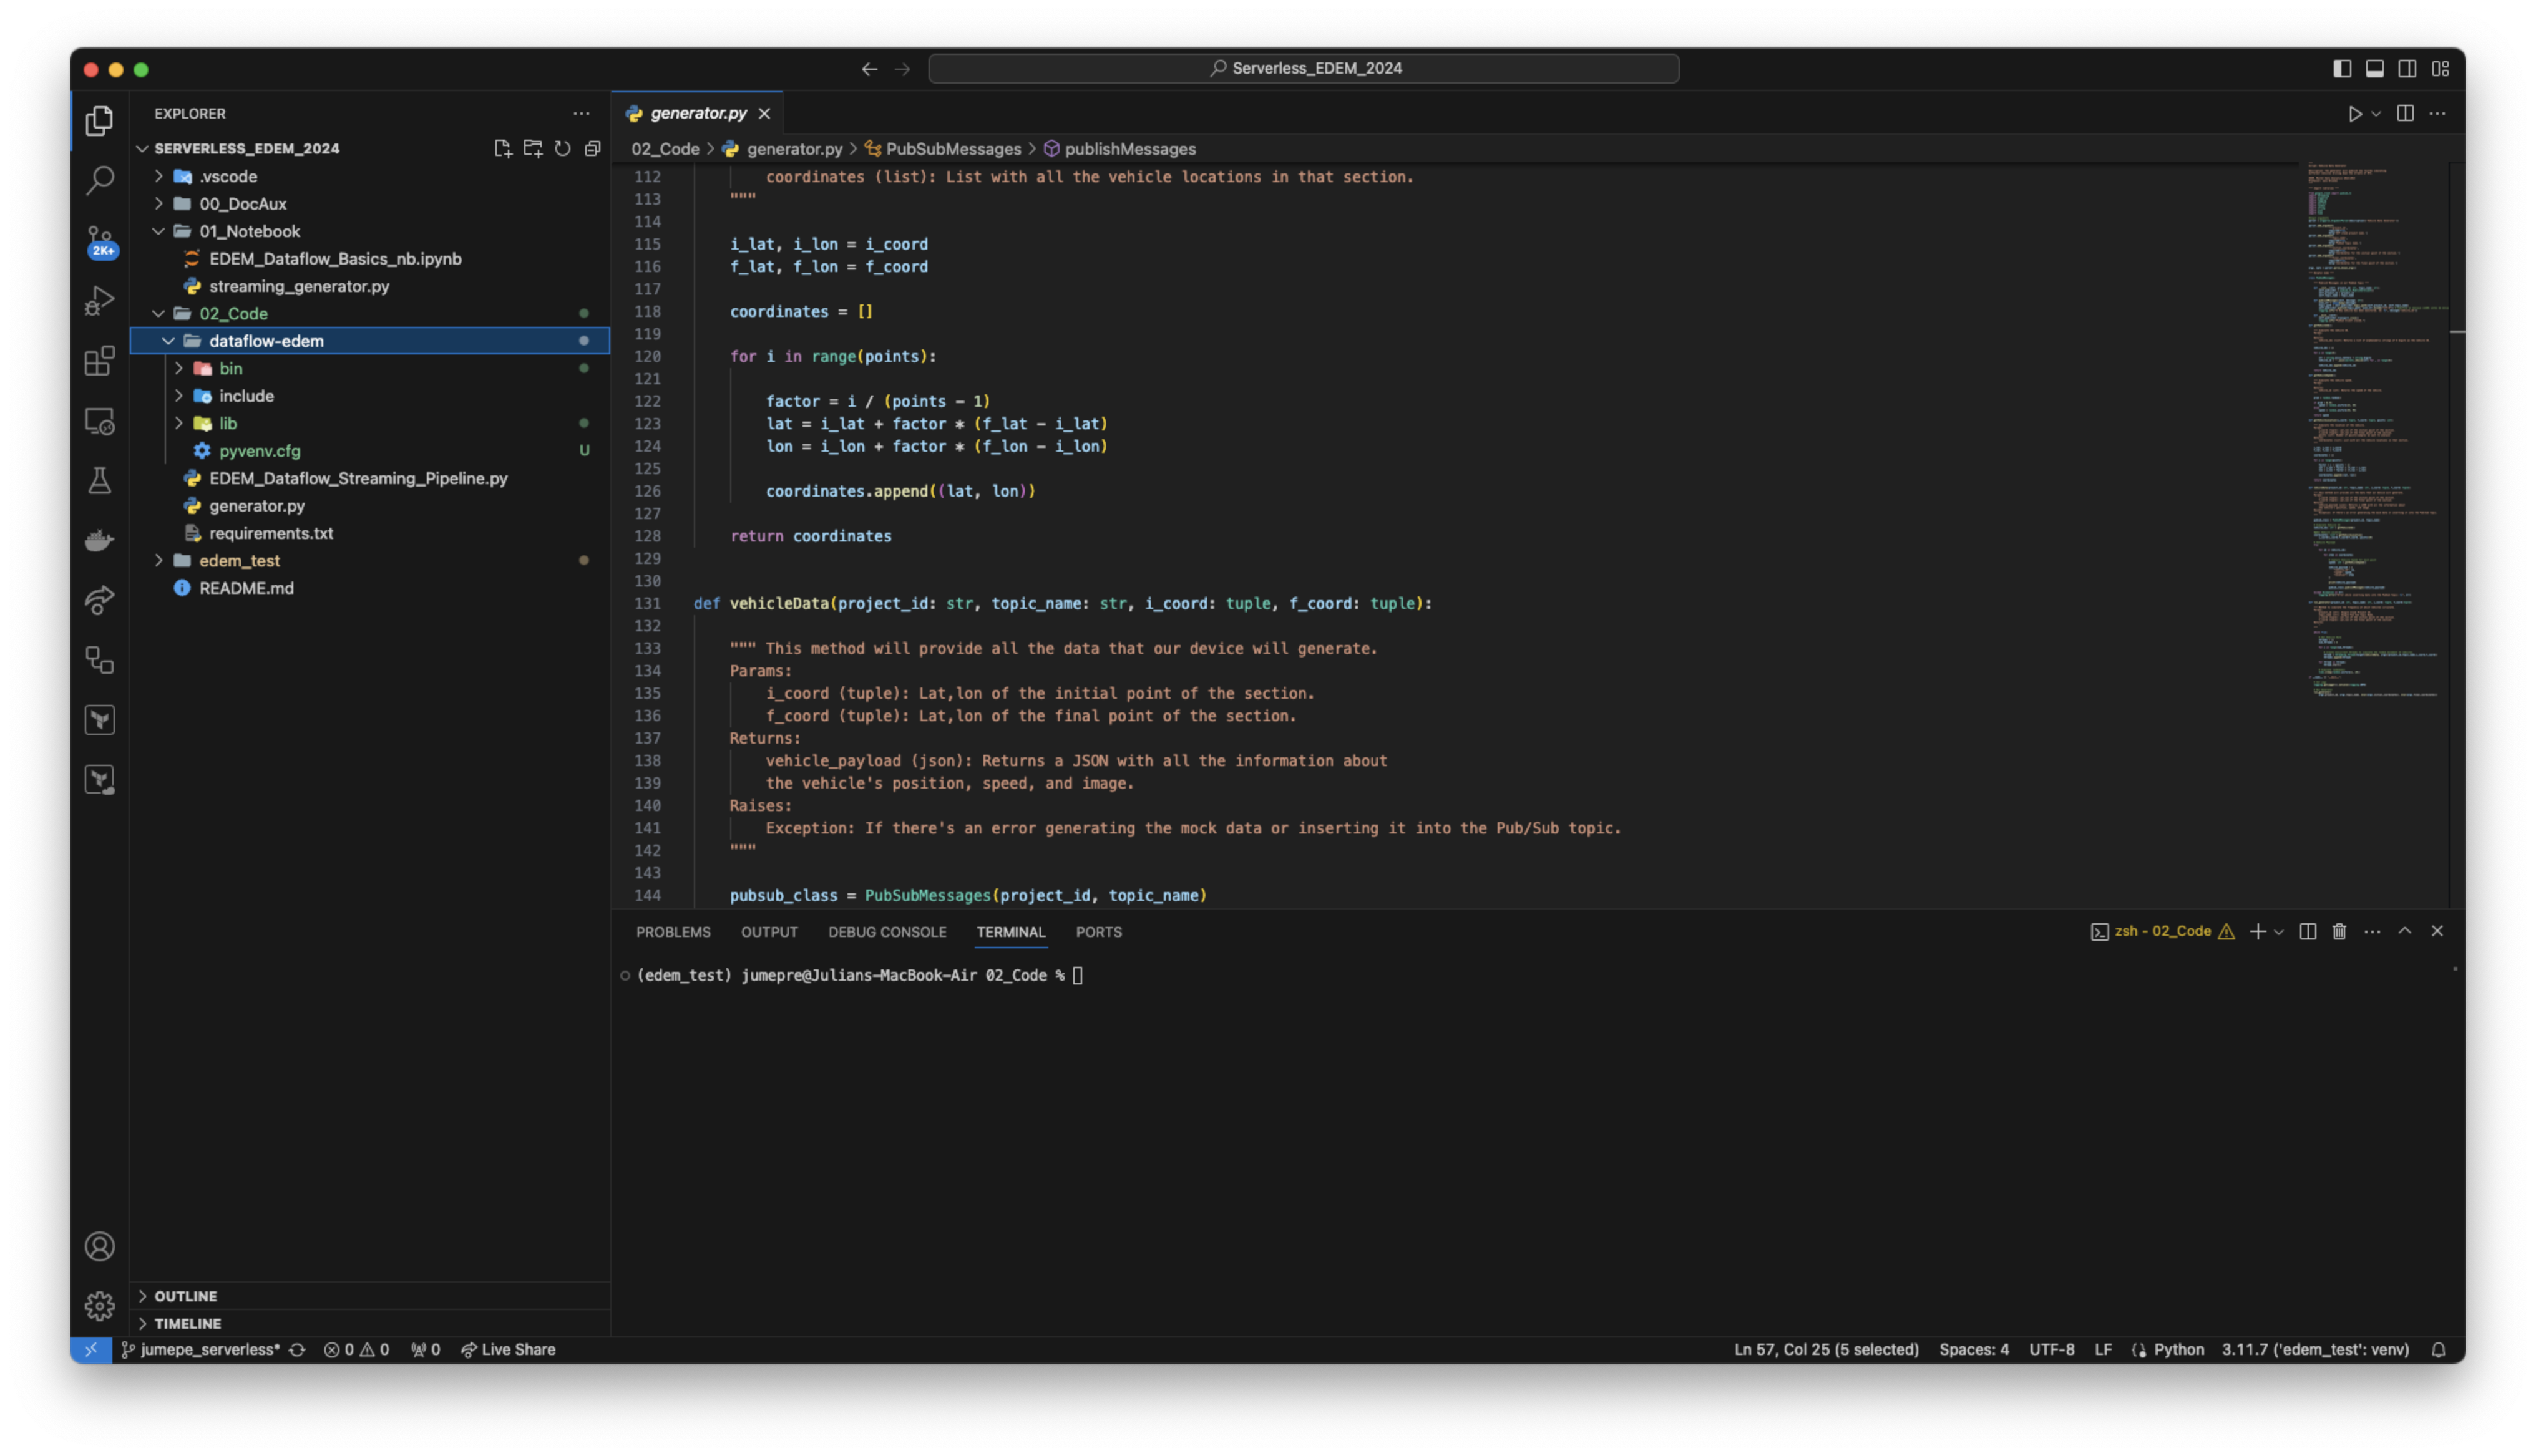 Serverless_EDEM_2024
EXPLORER
SERVERLESS_EDEM_2024
.vscode
00_DocAux
01_Notebook
EDEM_Dataflow_Basics_nb.ipynb
streaming_generator.py
02_Code
dataflow-edem
bin
include
lib
pyvenv.cfg U
EDEM_Dataflow_Streaming_Pipeline.py
generator.py
requirements.txt
edem_test
README.md
OUTLINE
TIMELINE
2K+
generator.py
02_Code > generator.py > PubSubMessages > publishMessages
112 coordinates (list): List with all the vehicle locations in that section.
113 """
114
115 i_lat, i_lon = i_coord
116 f_lat, f_lon = f_coord
117
118 coordinates = []
119
120 for i in range(points):
121
122 factor = i / (points - 1)
123 lat = i_lat + factor * (f_lat - i_lat)
124 lon = i_lon + factor * (f_lon - i_lon)
125
126 coordinates.append((lat, lon))
127
128 return coordinates
129
130
131 def vehicleData(project_id: str, topic_name: str, i_coord: tuple, f_coord: tuple):
132
133 """ This method will provide all the data that our device will generate.
134 Params:
135 i_coord (tuple): Lat,lon of the initial point of the section.
136 f_coord (tuple): Lat,lon of the final point of the section.
137 Returns:
138 vehicle_payload (json): Returns a JSON with all the information about
139 the vehicle's position, speed, and image.
140 Raises:
141 Exception: If there's an error generating the mock data or inserting it into the Pub/Sub topic.
142 """
143
144 pubsub_class = PubSubMessages(project_id, topic_name)
PROBLEMS OUTPUT DEBUG CONSOLE TERMINAL PORTS zsh - 02_Code
(edem_test) jumepre@Julians-MacBook-Air 02_Code %
jumepe_serverless* 0 0 0 Live Share Ln 57, Col 25 (5 selected) Spaces: 4 UTF-8 LF Python 3.11.7 ('edem_test': venv)